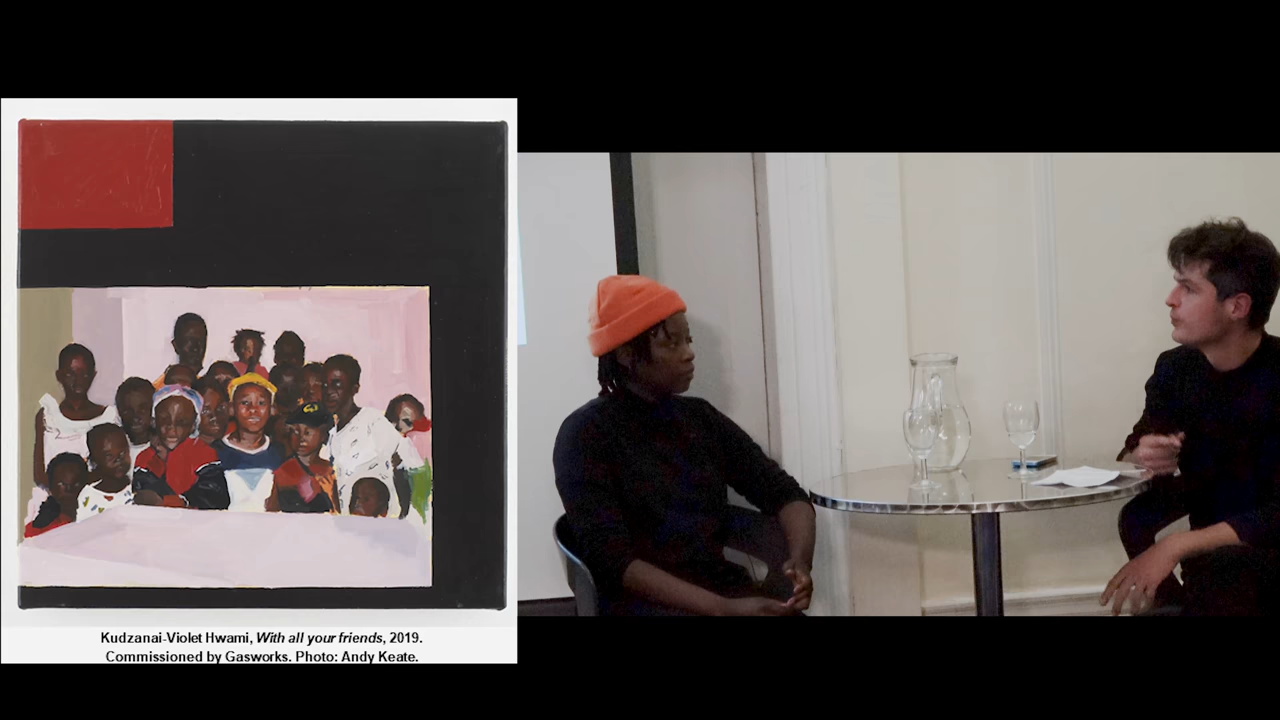 Kudzanai-Violet Hwami, With all your friends, 2019.
Commissioned by Gasworks. Photo: Andy Keate.